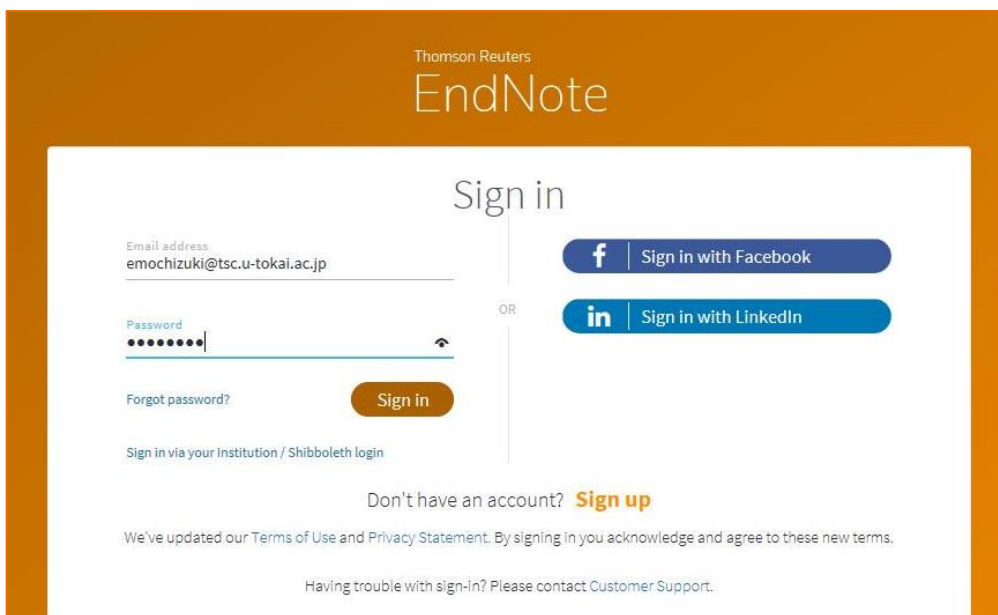 Thomson Reuters
EndNote
Sign in
Email address
emochizuki@tsc.u-tokai.ac.jp
Password
••••••••
Forgot password?
Sign in
Sign in via your Institution / Shibboleth login
OR
f Sign in with Facebook
in Sign in with LinkedIn
Don't have an account? Sign up
We've updated our Terms of Use and Privacy Statement. By signing in you acknowledge and agree to these new terms.
Having trouble with sign-in? Please contact Customer Support.